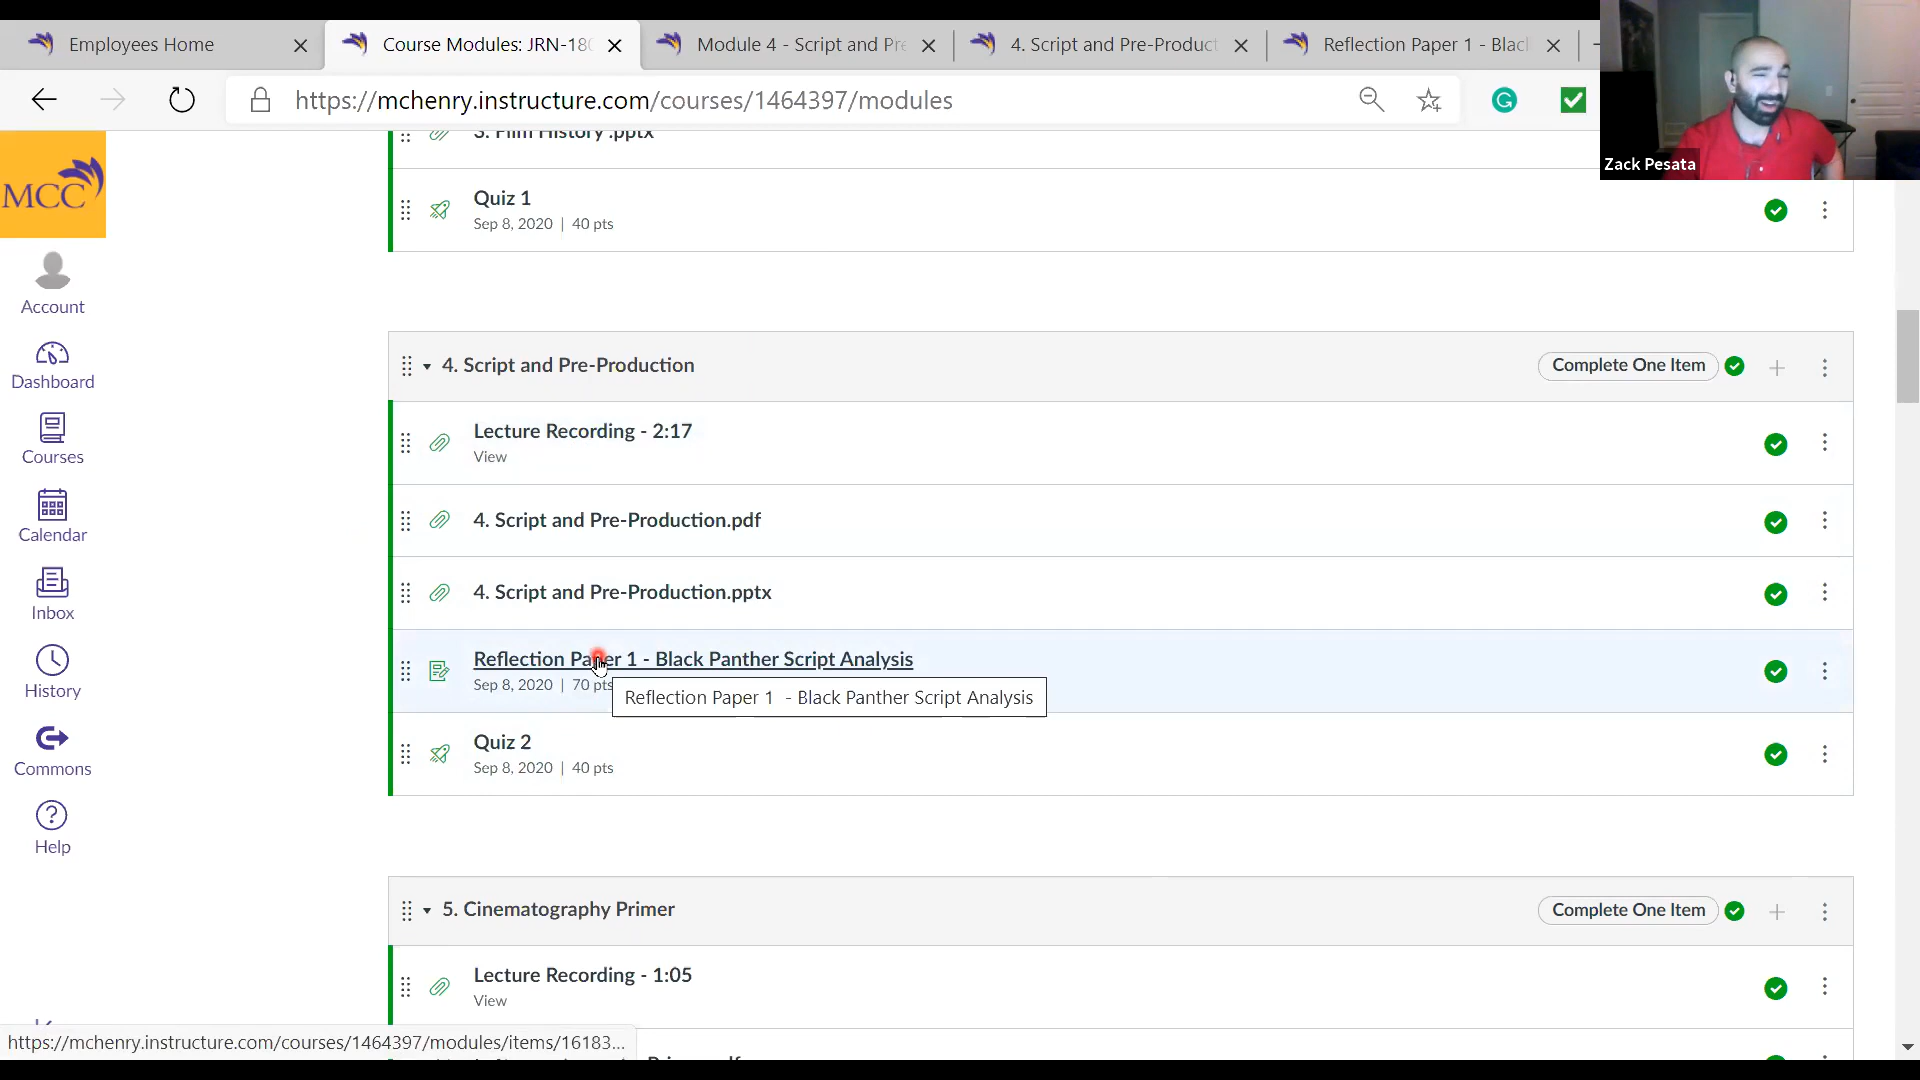 Employees Home
Course Modules: JRN-180
Module 4 - Script and Pre
4. Script and Pre-Product
Reflection Paper 1 - Blac
https://mchenry.instructure.com/courses/1464397/modules
Zack Pesata
MCC
Account
Dashboard
Courses
Calendar
Inbox
History
Commons
Help
3. Film History .pptx
Quiz 1
Sep 8, 2020 | 40 pts
4. Script and Pre-Production
Complete One Item
Lecture Recording - 2:17
View
4. Script and Pre-Production.pdf
4. Script and Pre-Production.pptx
Reflection Paper 1 - Black Panther Script Analysis
Sep 8, 2020 | 70 pts
Reflection Paper 1 - Black Panther Script Analysis
Quiz 2
Sep 8, 2020 | 40 pts
5. Cinematography Primer
Complete One Item
Lecture Recording - 1:05
View
https://mchenry.instructure.com/courses/1464397/modules/items/16183...